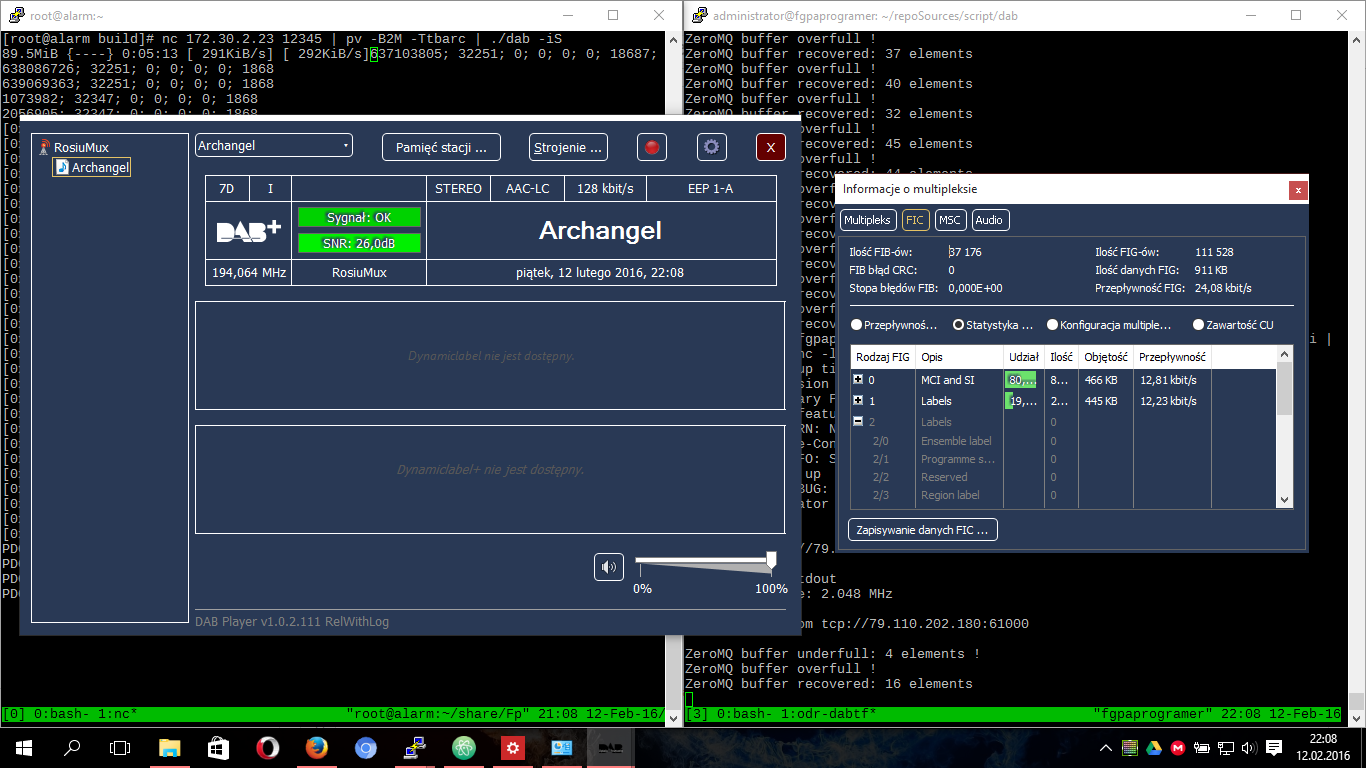 root@alarm:~
[root@alarm build]# nc 172.30.2.23 12345 | pv -B2M -Ttbarc | ./dab -iS
89.5MiB {----} 0:05:13 [ 291KiB/s] [ 292KiB/s]637103805; 32251; 0; 0; 0; 0; 18687;
638086726; 32251; 0; 0; 0; 0; 1868
639069363; 32251; 0; 0; 0; 0; 1868
1073982; 32347; 0; 0; 0; 0; 1868
2056905; 32347; 0; 0; 0; 0; 1868
RosiuMux
Archangel
Archangel
Pamięć stacji ...
Strojenie ...
X
7D
I
STEREO
AAC-LC
128 kbit/s
EEP 1-A
DAB+
Sygnał: OK
SNR: 26,0dB
Archangel
194,064 MHz
RosiuMux
piątek, 12 lutego 2016, 22:08
Dynamiclabel nie jest dostępny.
Dynamiclabel+ nie jest dostępny.
0%
100%
DAB Player v1.0.2.111 RelWithLog
[0] 0:bash- 1:nc*
"root@alarm:~/share/Fp" 21:08 12-Feb-16
administrator@fgpaprogramer: ~/repoSources/script/dab
ZeroMQ buffer overfull !
ZeroMQ buffer recovered: 37 elements
ZeroMQ buffer overfull !
ZeroMQ buffer recovered: 40 elements
ZeroMQ buffer overfull !
ZeroMQ buffer recovered: 32 elements
overfull !
recovered: 45 elements
overfull !
Informacje o multipleksie
x
Multipleks
FIC
MSC
Audio
Ilość FIB-ów: 37 176
Ilość FIG-ów: 111 528
FIB błąd CRC: 0
Ilość danych FIG: 911 KB
Stopa błędów FIB: 0,000E+00
Przepływność FIG: 24,08 kbit/s
Przepływnoś...
Statystyka ...
Konfiguracja multiple...
Zawartość CU
Rodzaj FIG Opis Udział Ilość Objętość Przepływność
0 MCI and SI 80,... 8... 466 KB 12,81 kbit/s
1 Labels 19,... 2... 445 KB 12,23 kbit/s
2 Labels 0
2/0 Ensemble label 0
2/1 Programme s... 0
2/2 Reserved 0
2/3 Region label 0
Zapisywanie danych FIC ...
//79.
tdout
e: 2.048 MHz
om tcp://79.110.202.180:61000
ZeroMQ buffer underfull: 4 elements !
ZeroMQ buffer overfull !
ZeroMQ buffer recovered: 16 elements
[3] 0:bash- 1:odr-dabtf*
"fgpaprogramer" 22:08 12-Feb-16
DAB
22:08
12.02.2016